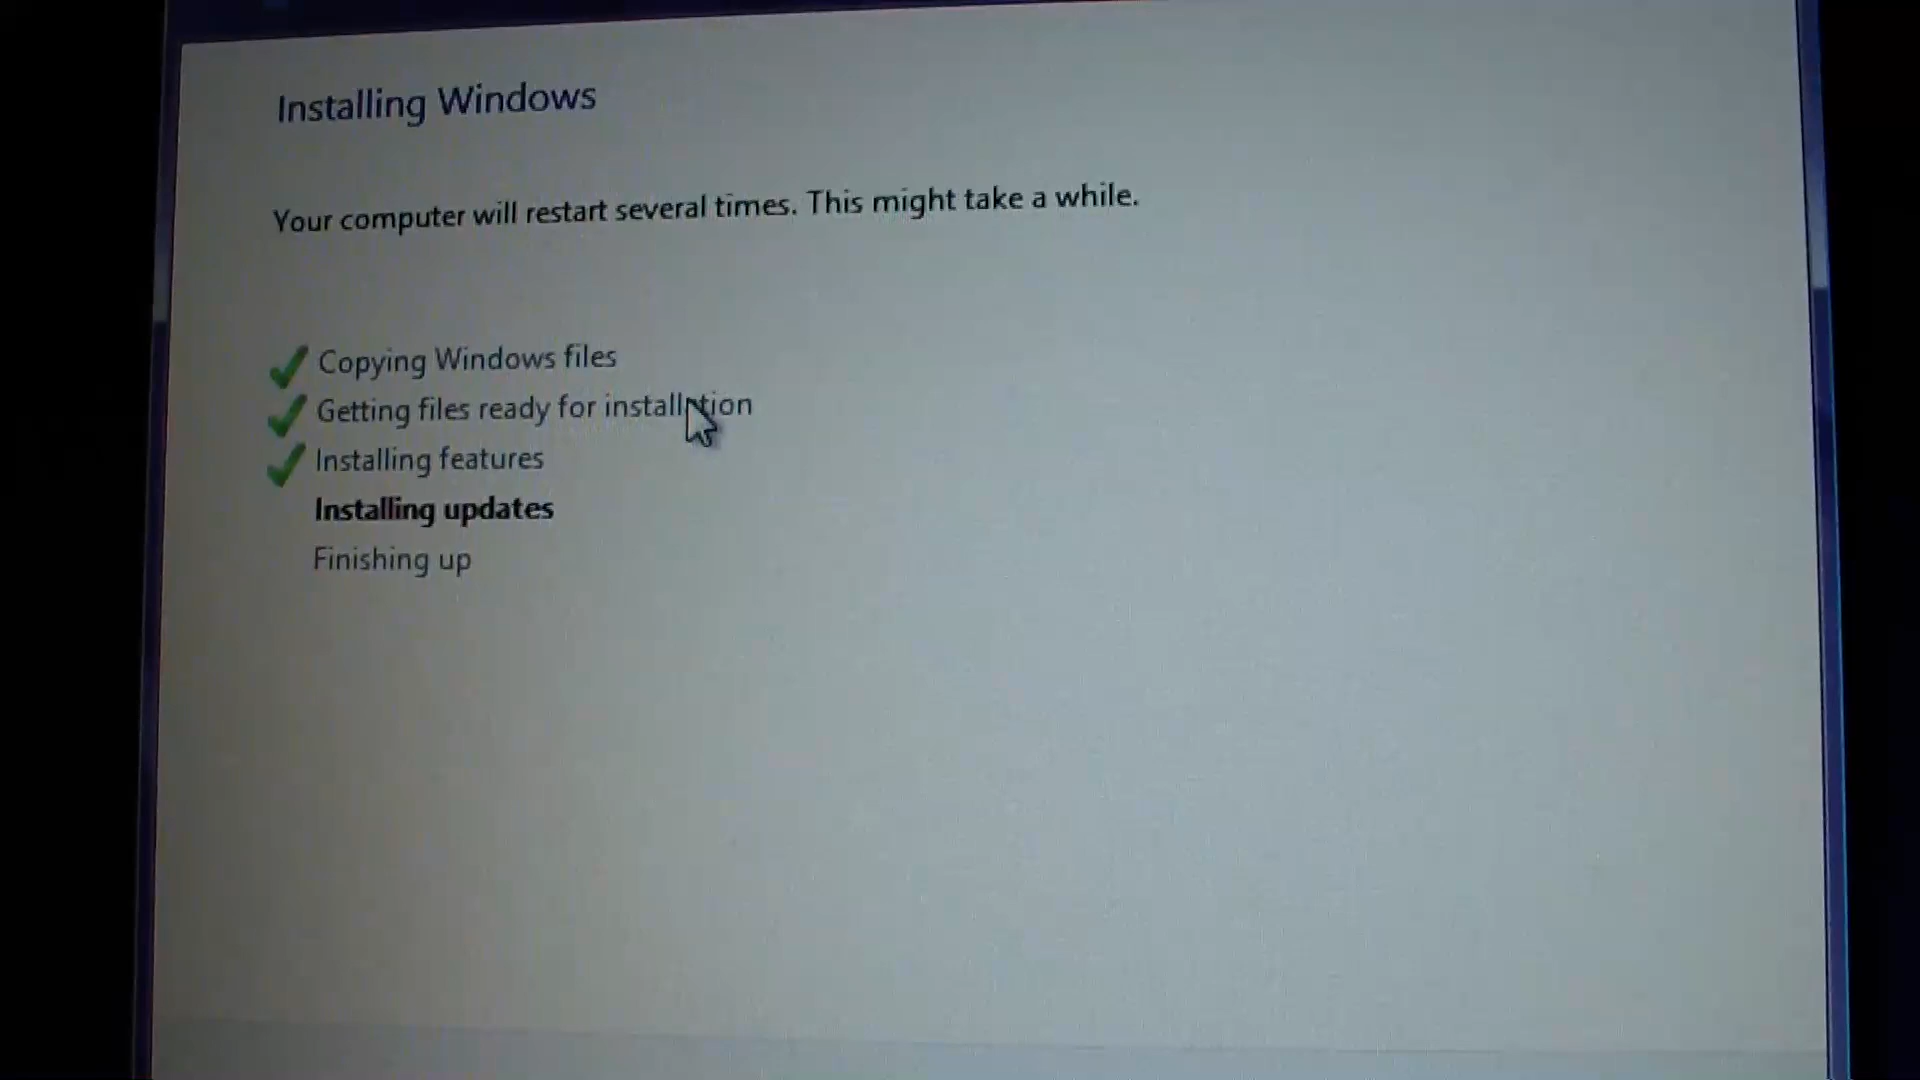 Installing Windows
Your computer will restart several times. This might take a while.
Copying Windows files
Getting files ready for installation
Installing features
Installing updates
Finishing up